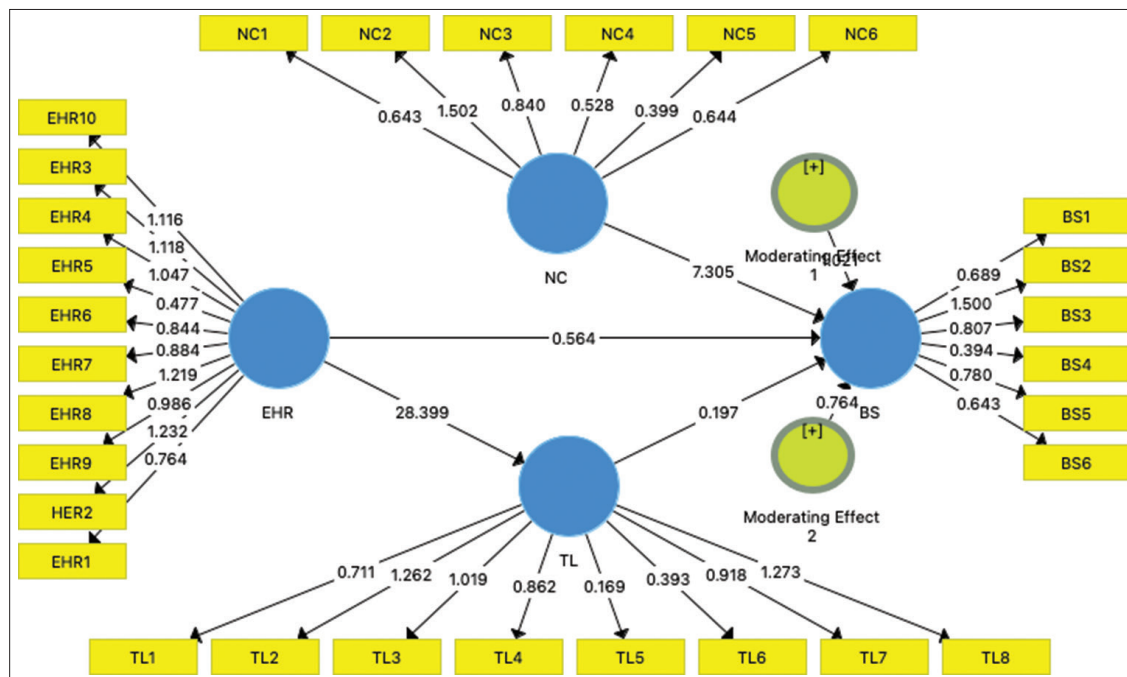 NC1
NC2
NC3
NC4
NC5
NC6
0.643
1.502
0.840
0.528
0.399
0.644
EHR10
EHR3
EHR4
EHR5
EHR6
EHR7
EHR8
EHR9
HER2
EHR1
1.116
1.118
1.047
0.477
0.844
0.884
1.219
0.986
1.232
0.764
EHR
NC
7.305
0.564
28.399
0.197
[+]
Moderating Effect
1
1.021
0.764
[+]
Moderating Effect
2
BS
0.689
1.500
0.807
0.394
0.780
0.643
BS1
BS2
BS3
BS4
BS5
BS6
TL
0.711
1.262
1.019
0.862
0.169
0.393
0.918
1.273
TL1
TL2
TL3
TL4
TL5
TL6
TL7
TL8